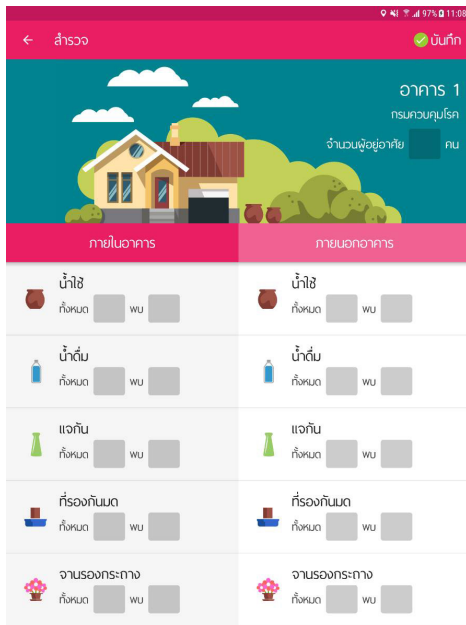 97% 11:08
สำรวจ
บันทึก
อาคาร 1
กรมควบคุมโรค
จำนวนผู้อยู่อาศัย คน
ภายในอาคาร
ภายนอกอาคาร
น้ำใช้
ทั้งหมด พบ
น้ำใช้
ทั้งหมด พบ
น้ำดื่ม
ทั้งหมด พบ
น้ำดื่ม
ทั้งหมด พบ
แจกัน
ทั้งหมด พบ
แจกัน
ทั้งหมด พบ
ที่รองกันมด
ทั้งหมด พบ
ที่รองกันมด
ทั้งหมด พบ
จานรองกระถาง
ทั้งหมด พบ
จานรองกระถาง
ทั้งหมด พบ